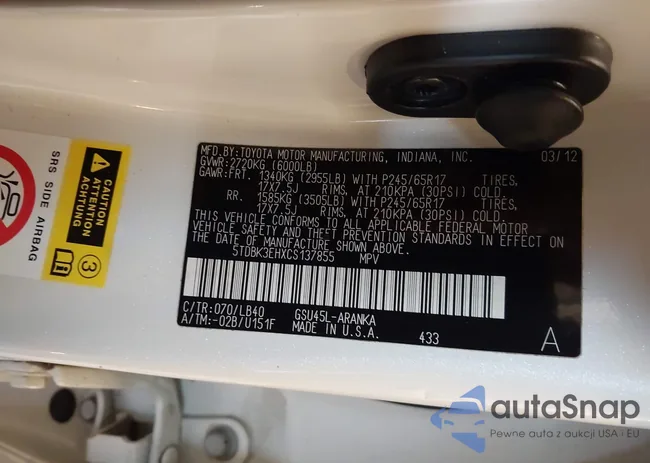 MFD.BY:TOYOTA MOTOR MANUFACTURING, INDIANA, INC. 03/12
GVWR:2720KG (6000LB)
GAWR:FRT. 1340KG (2955LB) WITH P245/65R17 TIRES,
17X7.5J RIMS, AT 210KPA (30PSI) COLD.
RR. 1585KG (3505LB) WITH P245/65R17 TIRES,
17X7.5J RIMS, AT 210KPA (30PSI) COLD.
THIS VEHICLE CONFORMS TO ALL APPLICABLE FEDERAL MOTOR
VEHICLE SAFETY AND THEFT PREVENTION STANDARDS IN EFFECT ON
THE DATE OF MANUFACTURE SHOWN ABOVE.
5TDBK3EHXCS137855 MPV
C/TR:070/LB40 GSU45L-ARANKA
A/TM:-02B/U151F MADE IN U.S.A. 433 A
CAUTION
ATTENTION
ACHTUNG
SRS SIDE AIRBAG
3
autaSnap
Pewne auta z aukcji USA i EU